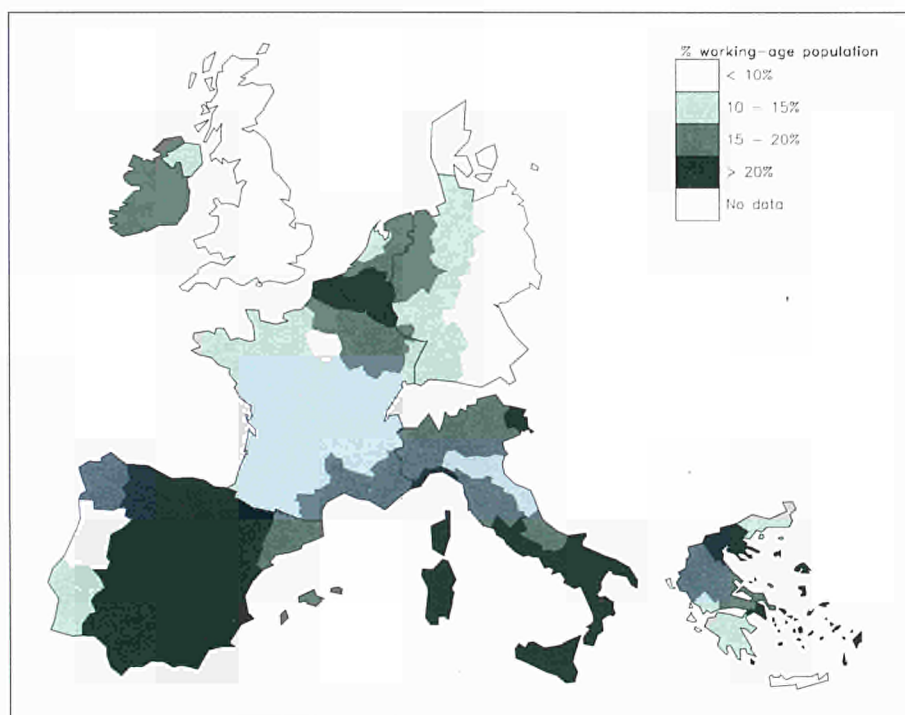 % working-age population
< 10%
10 - 15%
15 - 20%
> 20%
No data